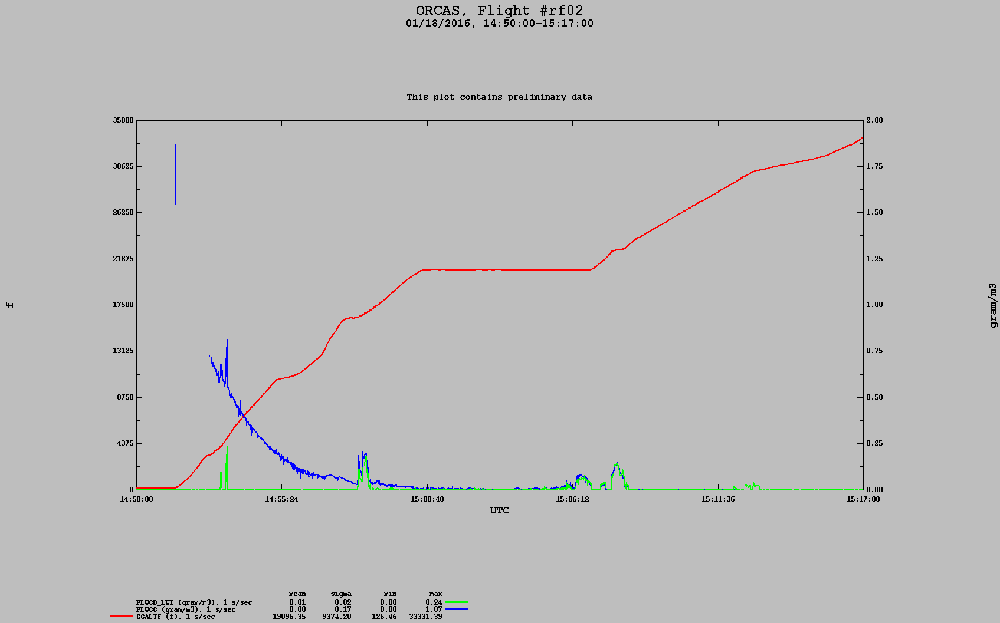 ORCAS, Flight #rf02
01/18/2016, 14:50:00-15:17:00
This plot contains preliminary data
35000 2.00
30625 1.75
26250 1.50
21875 1.25
f 17500 1.00 gram/m3
13125 0.75
8750 0.50
4375 0.25
0 0.00
14:50:00 14:55:24 15:00:48 15:06:12 15:11:36 15:17:00
UTC
mean sigma min max
PLWCD_LWI (gram/m3), 1 s/sec 0.01 0.02 0.00 0.24
PLWCC (gram/m3), 1 s/sec 0.08 0.17 0.00 1.87
GGALTF (f), 1 s/sec 19096.35 9374.20 126.46 33331.39